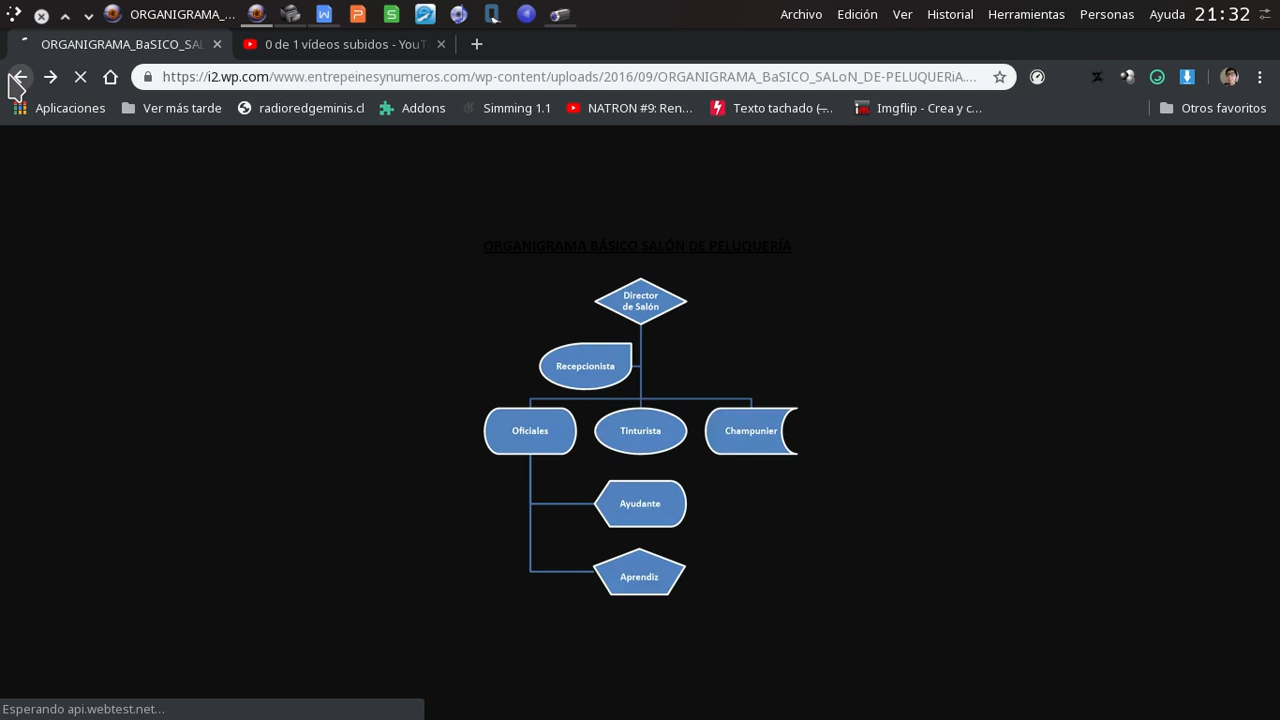 ORGANIGRAMA_...
Archivo Edición Ver Historial Herramientas Personas Ayuda 21:32
ORGANIGRAMA_BaSICO_SAL
0 de 1 vídeos subidos - YouT
https://i2.wp.com/www.entrepeinesynumeros.com/wp-content/uploads/2016/09/ORGANIGRAMA_BaSICO_SALoN_DE-PELUQUERiA....
Aplicaciones Ver más tarde radioredgeminis.cl Addons Simming 1.1 NATRON #9: Ren... Texto tachado (–... Imgflip - Crea y c... Otros favoritos
ORGANIGRAMA BÁSICO SALÓN DE PELUQUERÍA
Director
de Salón
Recepcionista
Oficiales Tinturista Champunier
Ayudante
Aprendiz
Esperando api.webtest.net...